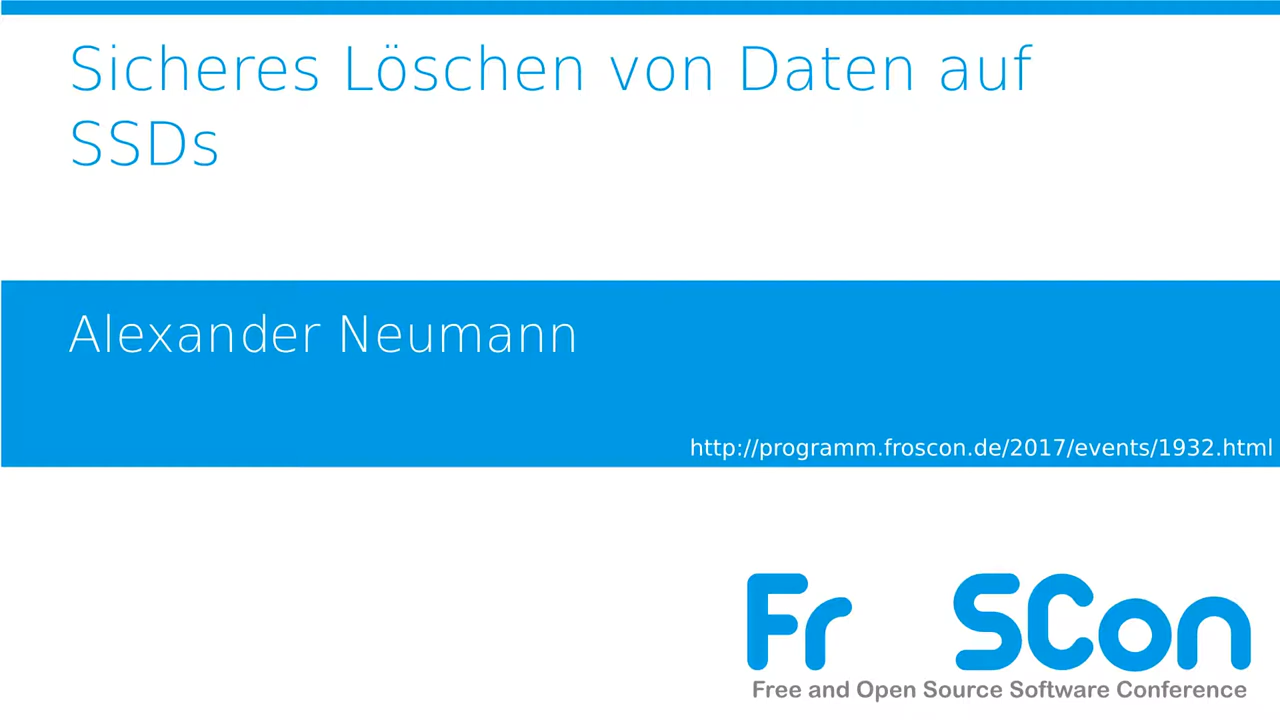 Sicheres Löschen von Daten auf
SSDs
Alexander Neumann
http://programm.froscon.de/2017/events/1932.html
Fr SCon
Free and Open Source Software Conference